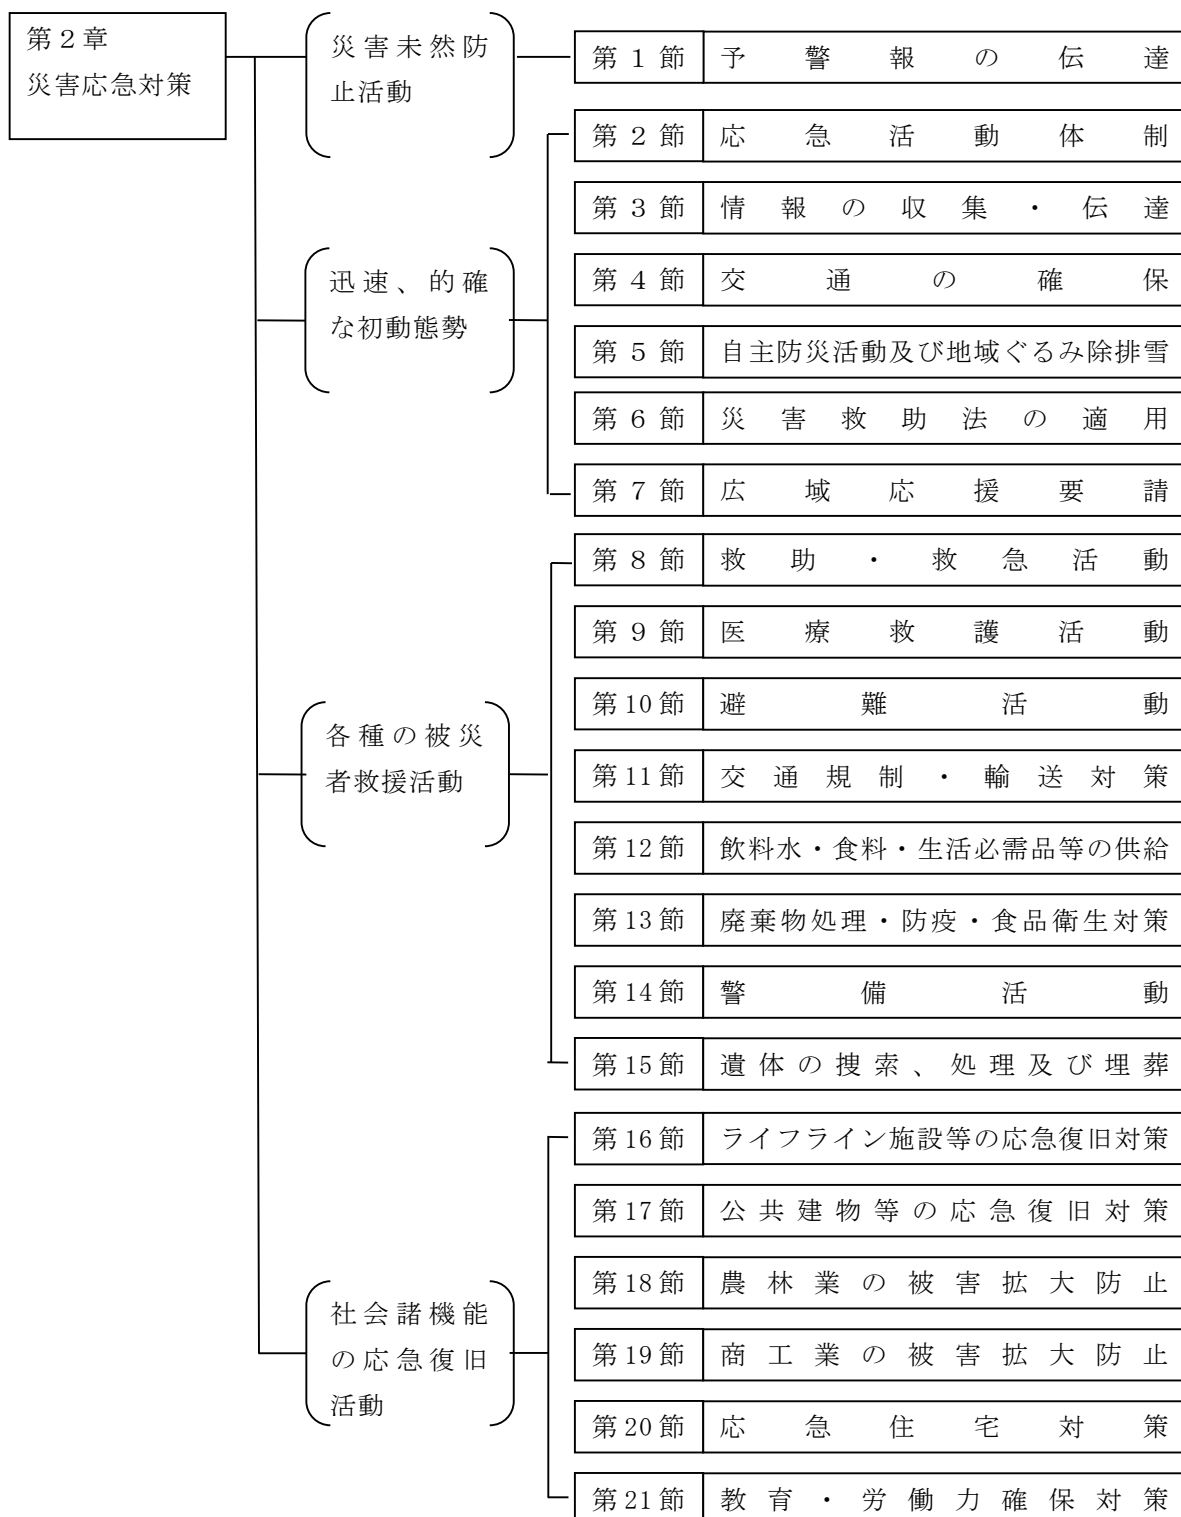 第２章
災害応急対策
災害未然防
止活動
第１節 予警報の伝達
第２節 応急活動体制
第３節 情報の収集・伝達
迅速、的確
な初動態勢
第４節 交通の確保
第５節 自主防災活動及び地域ぐるみ除排雪
第６節 災害救助法の適用
第７節 広域応援要請
第８節 救助・救急活動
第９節 医療救護活動
第10節 避難活動
各種の被災
者救援活動
第11節 交通規制・輸送対策
第12節 飲料水・食料・生活必需品等の供給
第13節 廃棄物処理・防疫・食品衛生対策
第14節 警備活動
第15節 遺体の捜索、処理及び埋葬
第16節 ライフライン施設等の応急復旧対策
第17節 公共建物等の応急復旧対策
第18節 農林業の被害拡大防止
社会諸機能
の応急復旧
活動
第19節 商工業の被害拡大防止
第20節 応急住宅対策
第21節 教育・労働力確保対策